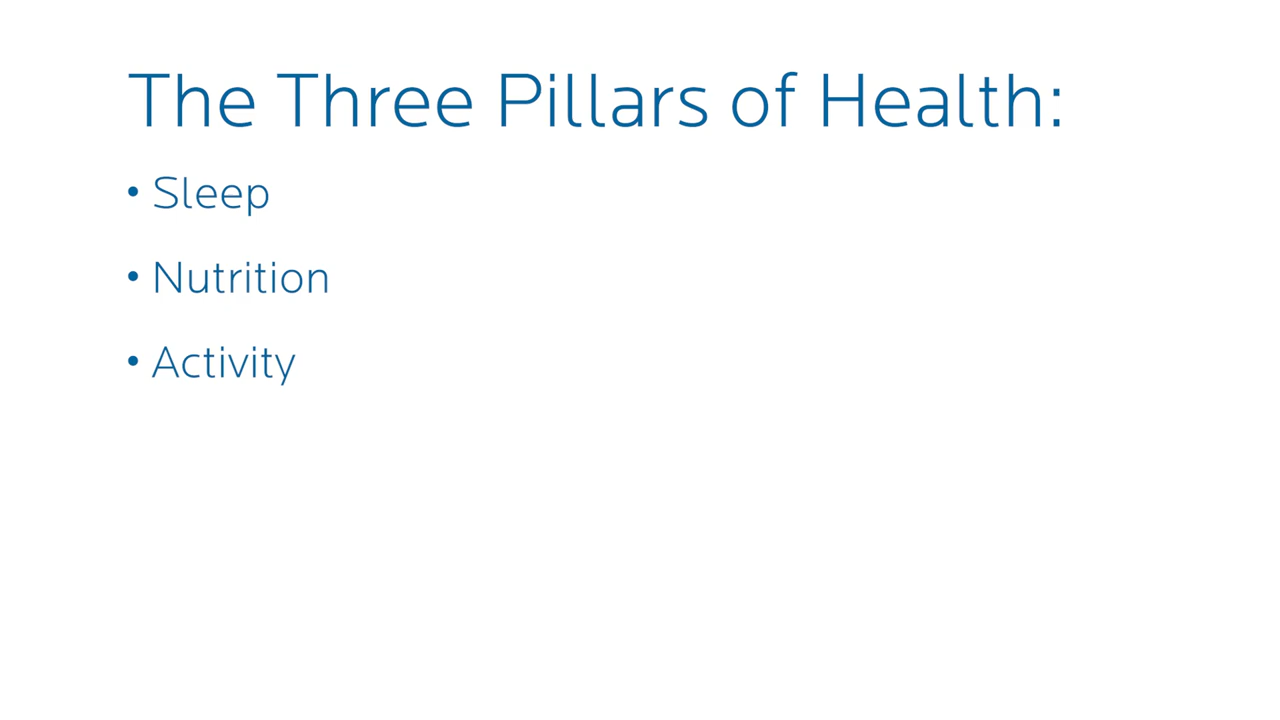 The Three Pillars of Health:
• Sleep
• Nutrition
• Activity